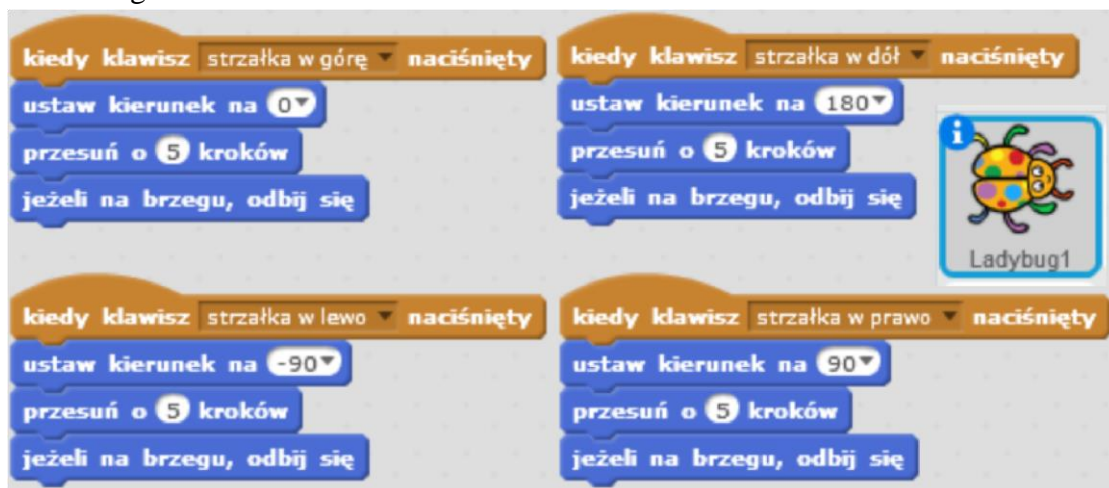 kiedy klawisz strzałka w górę naciśnięty
ustaw kierunek na 0
przesuń o 5 kroków
jeżeli na brzegu, odbij się
kiedy klawisz strzałka w dół naciśnięty
ustaw kierunek na 180
przesuń o 5 kroków
jeżeli na brzegu, odbij się
i
Ladybug1
kiedy klawisz strzałka w lewo naciśnięty
ustaw kierunek na -90
przesuń o 5 kroków
jeżeli na brzegu, odbij się
kiedy klawisz strzałka w prawo naciśnięty
ustaw kierunek na 90
przesuń o 5 kroków
jeżeli na brzegu, odbij się